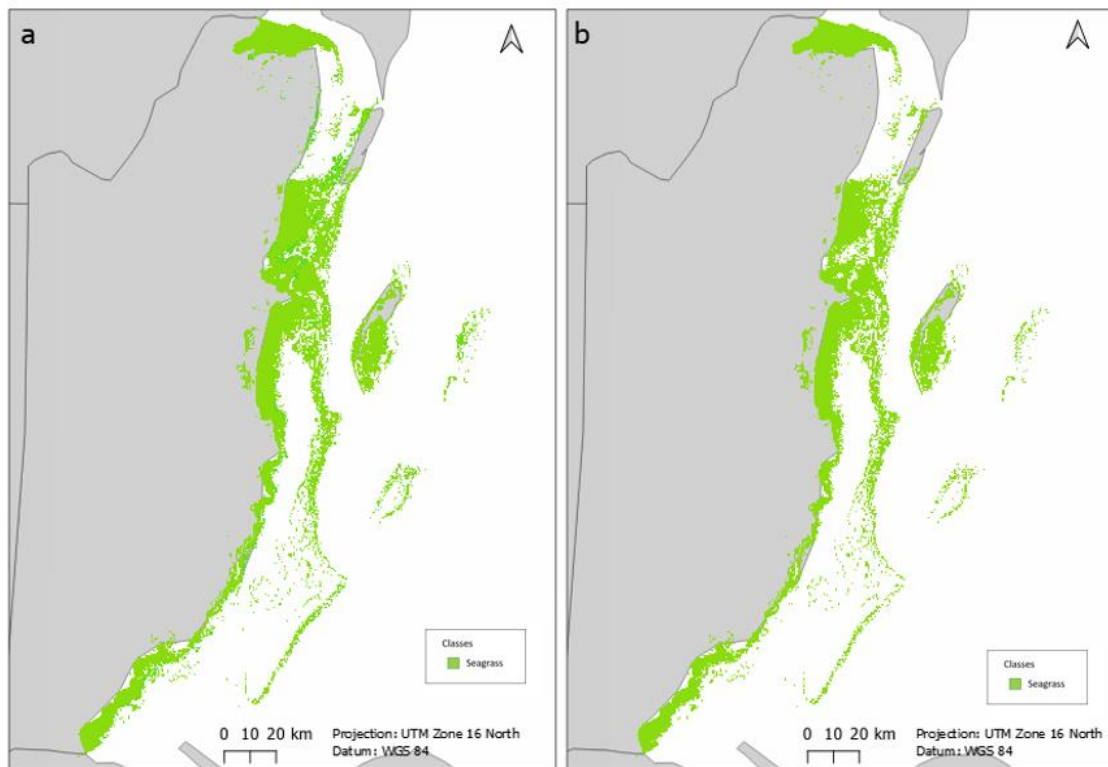 a
Classes
Seagrass
0 10 20 km
Projection: UTM Zone 16 North
Datum: WGS 84
b
Classes
Seagrass
0 10 20 km
Projection: UTM Zone 16 North
Datum: WGS 84